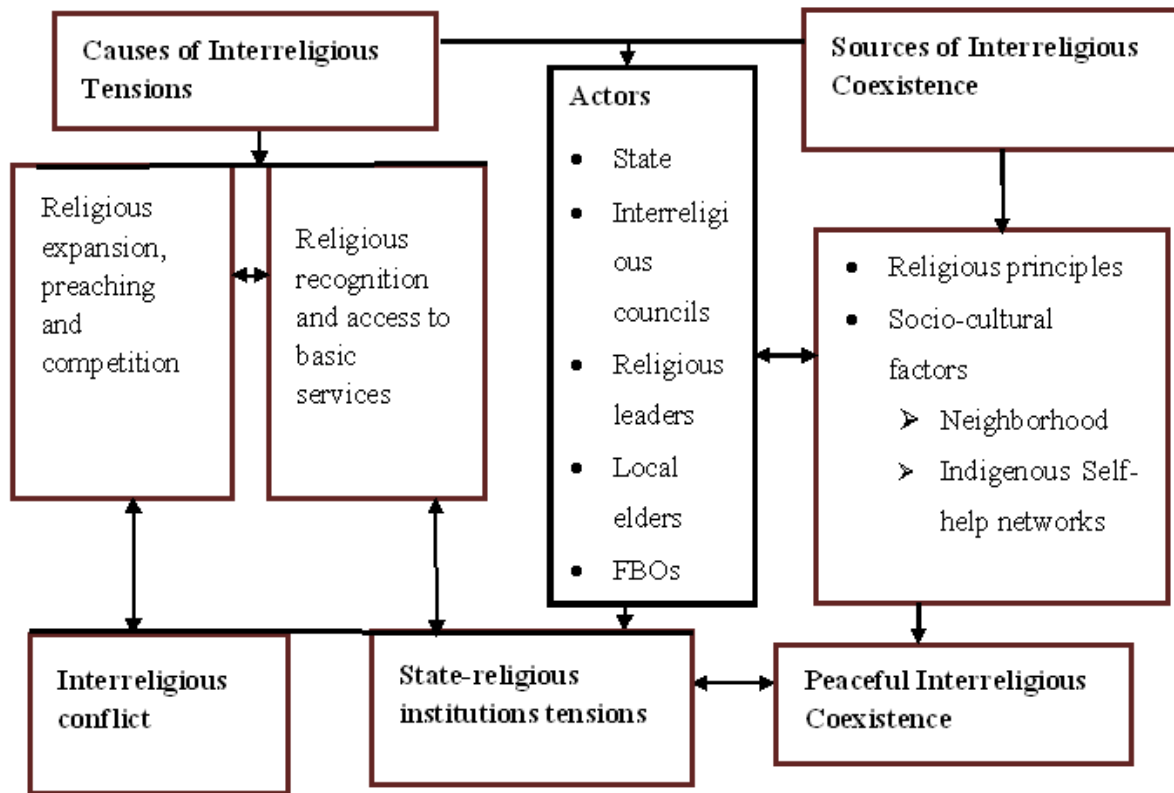 Causes of Interreligious
Tensions
Sources of Interreligious
Coexistence
Actors
• State
• Interreligi
ous
councils
• Religious
leaders
• Local
elders
• FBOs
Religious
expansion,
preaching
and
competition
Religious
recognition
and access to
basic
services
• Religious principles
• Socio-cultural
factors
➢ Neighborhood
➢ Indigenous Self-
help networks
Interreligious
conflict
State-religious
institutions tensions
Peaceful Interreligious
Coexistence